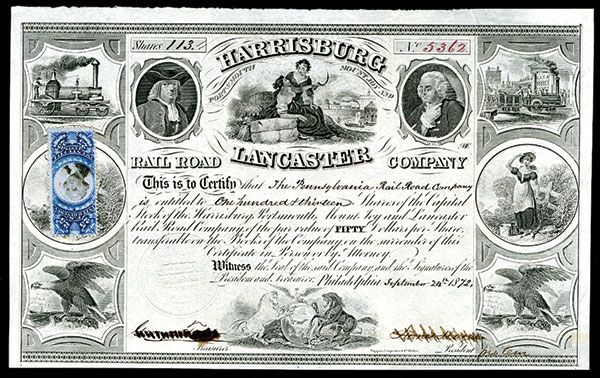 Shares 113. No. 5362
HARRISBURG
PORTSMOUTH MOUNTJOY AND
LANCASTER
RAIL ROAD COMPANY
This is to Certify that The Pennsylvania Rail Road Company
is entitled to One hundred & thirteen Shares of the Capital
Stock of the Harrisburg, Portsmouth, Mount Joy and Lancaster
Rail Road Company of the par value of FIFTY Dollars per Share,
transferable on the Books of the Company on the surrender of this
Certificate in Person or by Attorney.
Witness the Seal of the said Company, and the Signatures of the
President and Treasurer, Philadelphia September 24th 1872.
Treasurer President